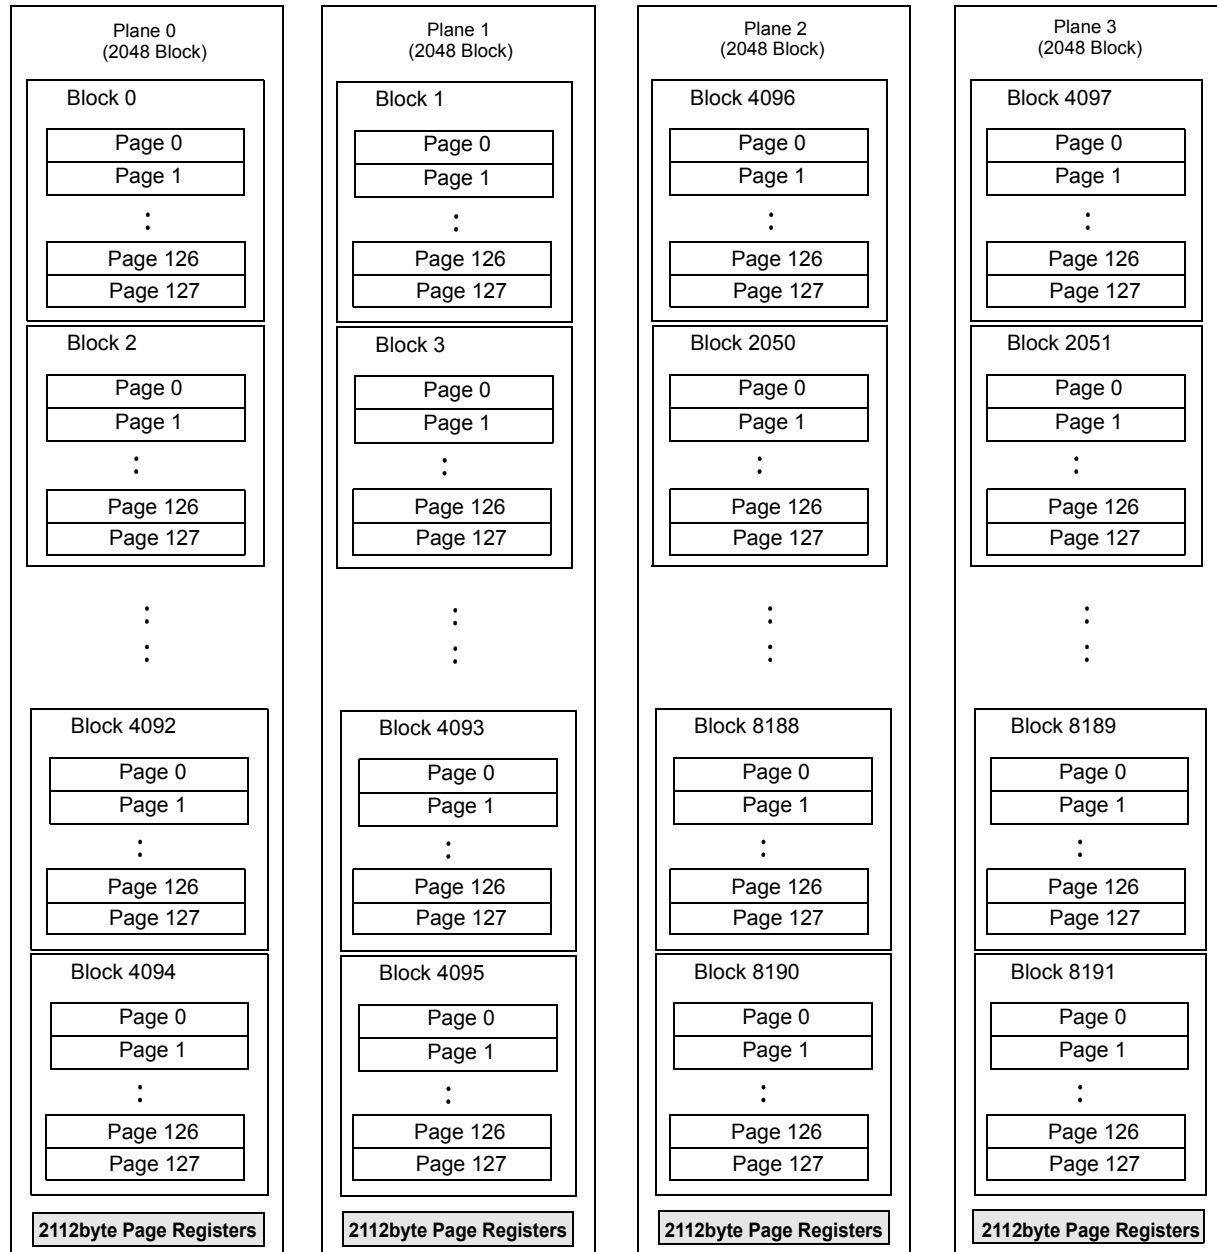 Plane 0
(2048 Block)
Block 0
Page 0
Page 1
Page 126
Page 127
Block 2
Page 0
Page 1
Page 126
Page 127
Block 4092
Page 0
Page 1
Page 126
Page 127
Block 4094
Page 0
Page 1
Page 126
Page 127
2112byte Page Registers
Plane 1
(2048 Block)
Block 1
Page 0
Page 1
Page 126
Page 127
Block 3
Page 0
Page 1
Page 126
Page 127
Block 4093
Page 0
Page 1
Page 126
Page 127
Block 4095
Page 0
Page 1
Page 126
Page 127
2112byte Page Registers
Plane 2
(2048 Block)
Block 4096
Page 0
Page 1
Page 126
Page 127
Block 2050
Page 0
Page 1
Page 126
Page 127
Block 8188
Page 0
Page 1
Page 126
Page 127
Block 8190
Page 0
Page 1
Page 126
Page 127
2112byte Page Registers
Plane 3
(2048 Block)
Block 4097
Page 0
Page 1
Page 126
Page 127
Block 2051
Page 0
Page 1
Page 126
Page 127
Block 8189
Page 0
Page 1
Page 126
Page 127
Block 8191
Page 0
Page 1
Page 126
Page 127
2112byte Page Registers